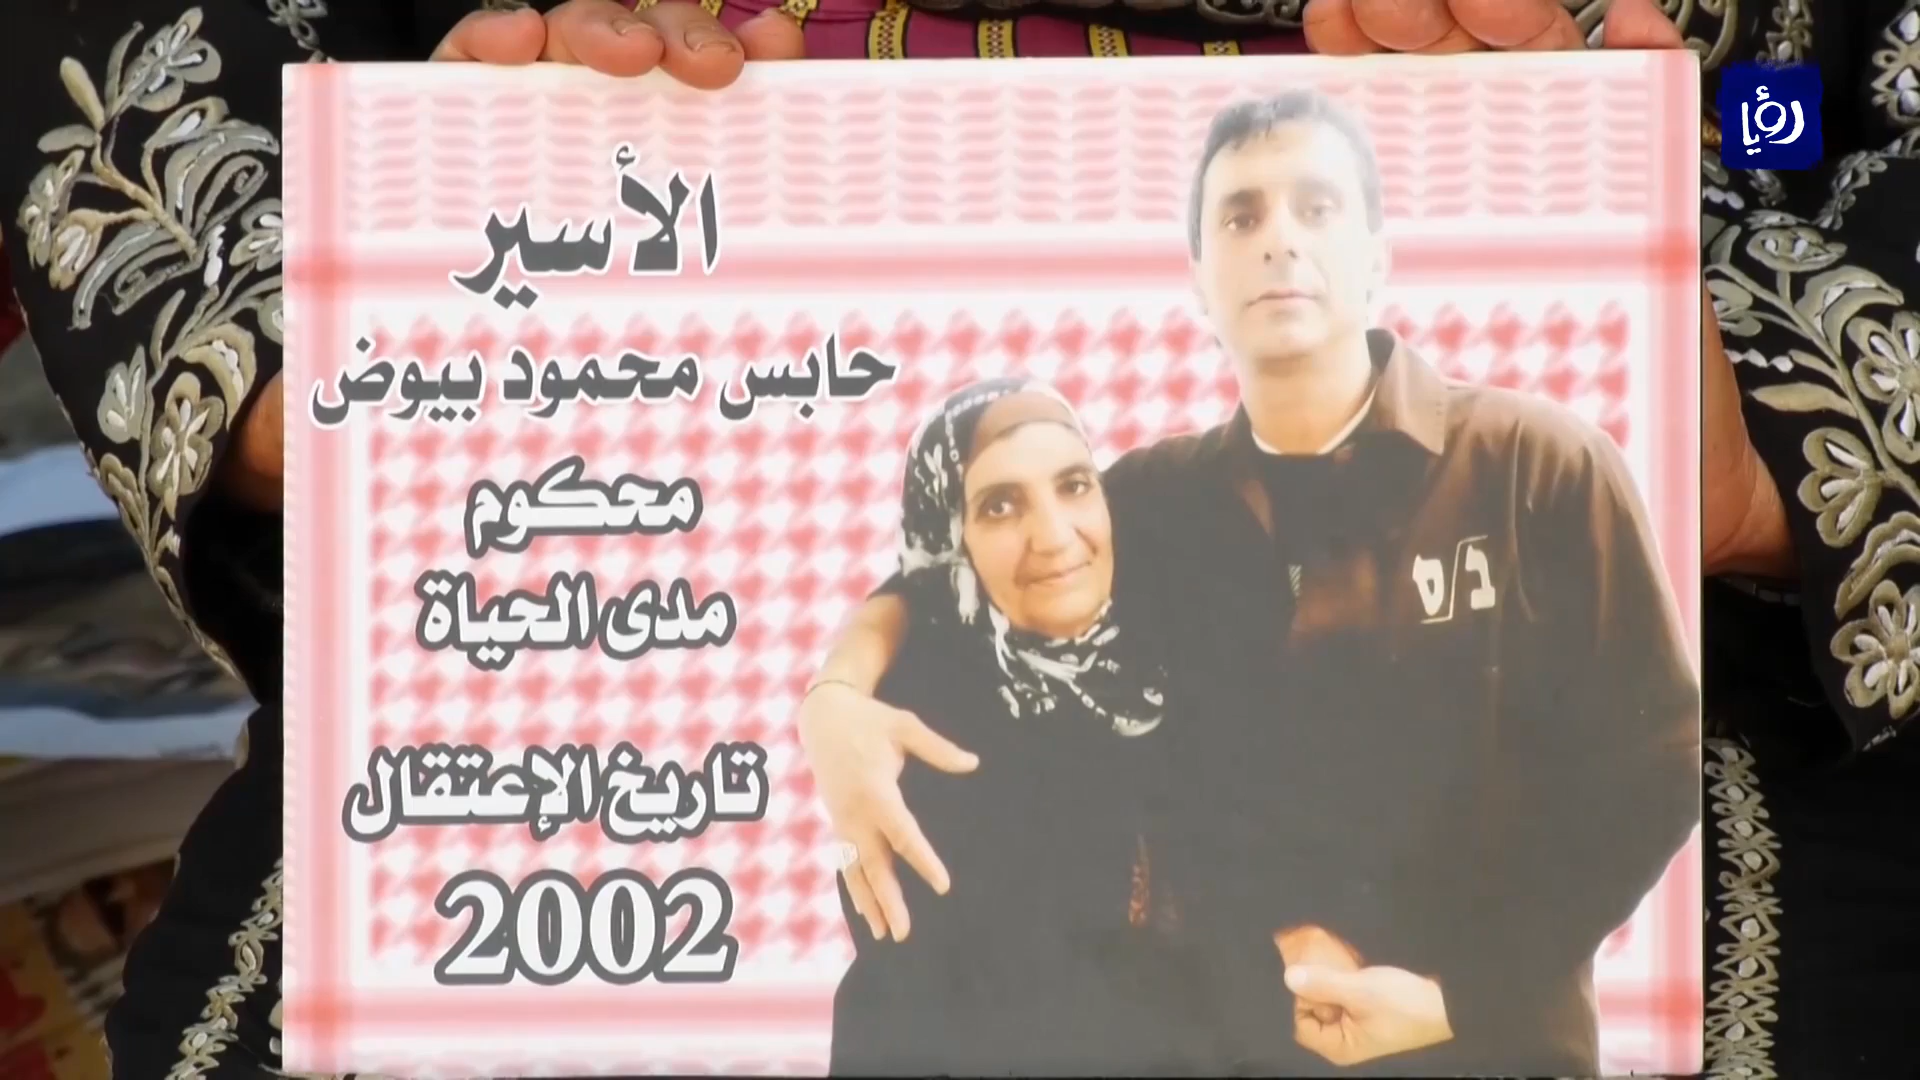 رؤيا
الأسير
حابس محمود بيوض
محكوم
مدى الحياة
تاريخ الإعتقال
2002
ב/ס